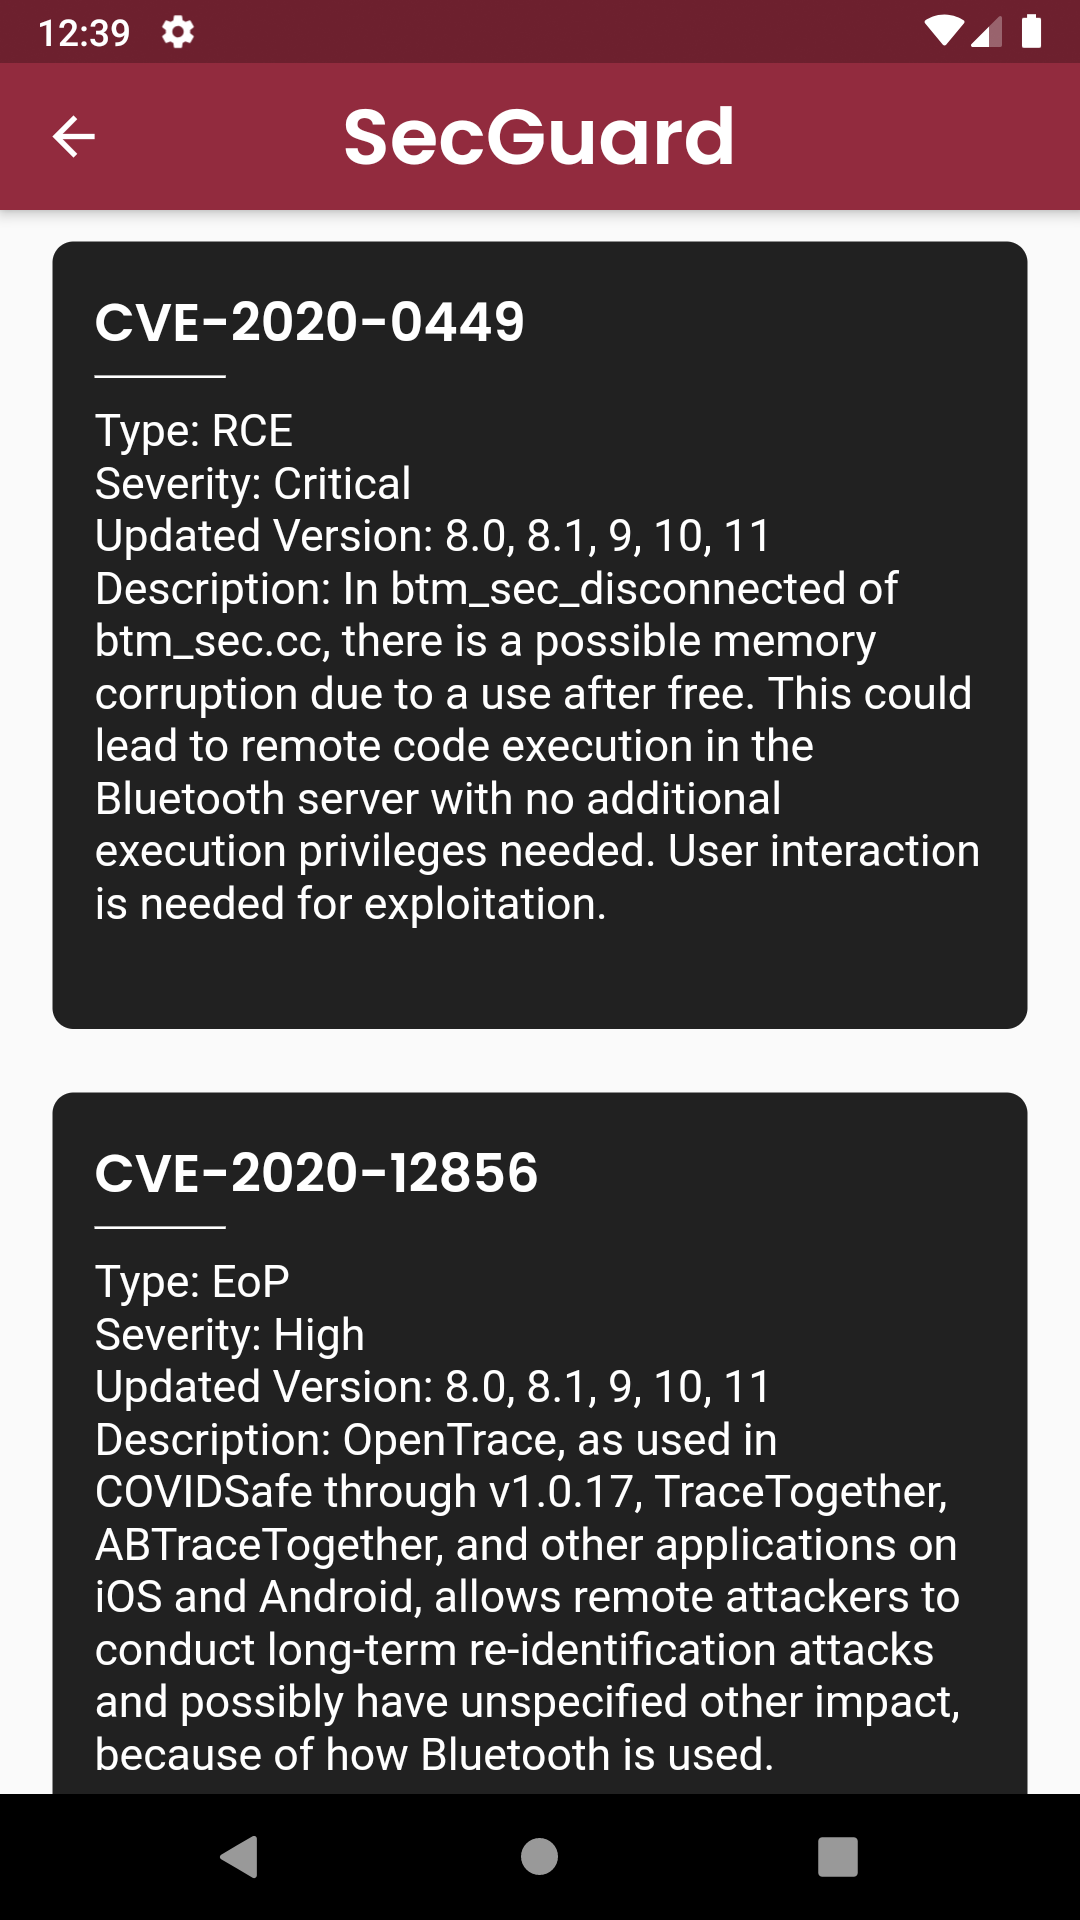 12:39
SecGuard
CVE-2020-0449
Type: RCE
Severity: Critical
Updated Version: 8.0, 8.1, 9, 10, 11
Description: In btm_sec_disconnected of
btm_sec.cc, there is a possible memory
corruption due to a use after free. This could
lead to remote code execution in the
Bluetooth server with no additional
execution privileges needed. User interaction
is needed for exploitation.
CVE-2020-12856
Type: EoP
Severity: High
Updated Version: 8.0, 8.1, 9, 10, 11
Description: OpenTrace, as used in
COVIDSafe through v1.0.17, TraceTogether,
ABTraceTogether, and other applications on
iOS and Android, allows remote attackers to
conduct long-term re-identification attacks
and possibly have unspecified other impact,
because of how Bluetooth is used.